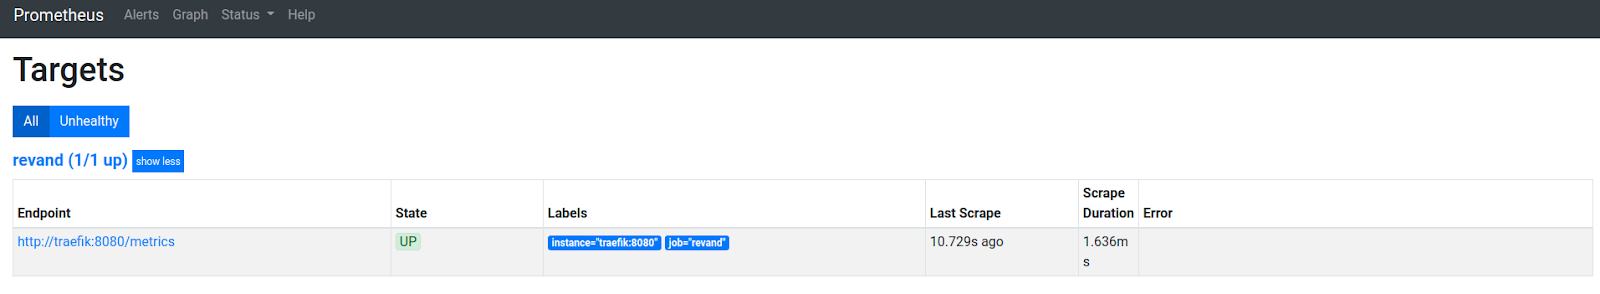 Prometheus Alerts Graph Status Help
Targets
All Unhealthy
revand (1/1 up) show less
Endpoint State Labels Last Scrape Scrape Duration Error
http://traefik:8080/metrics UP instance="traefik:8080" job="revand" 10.729s ago 1.636m
s